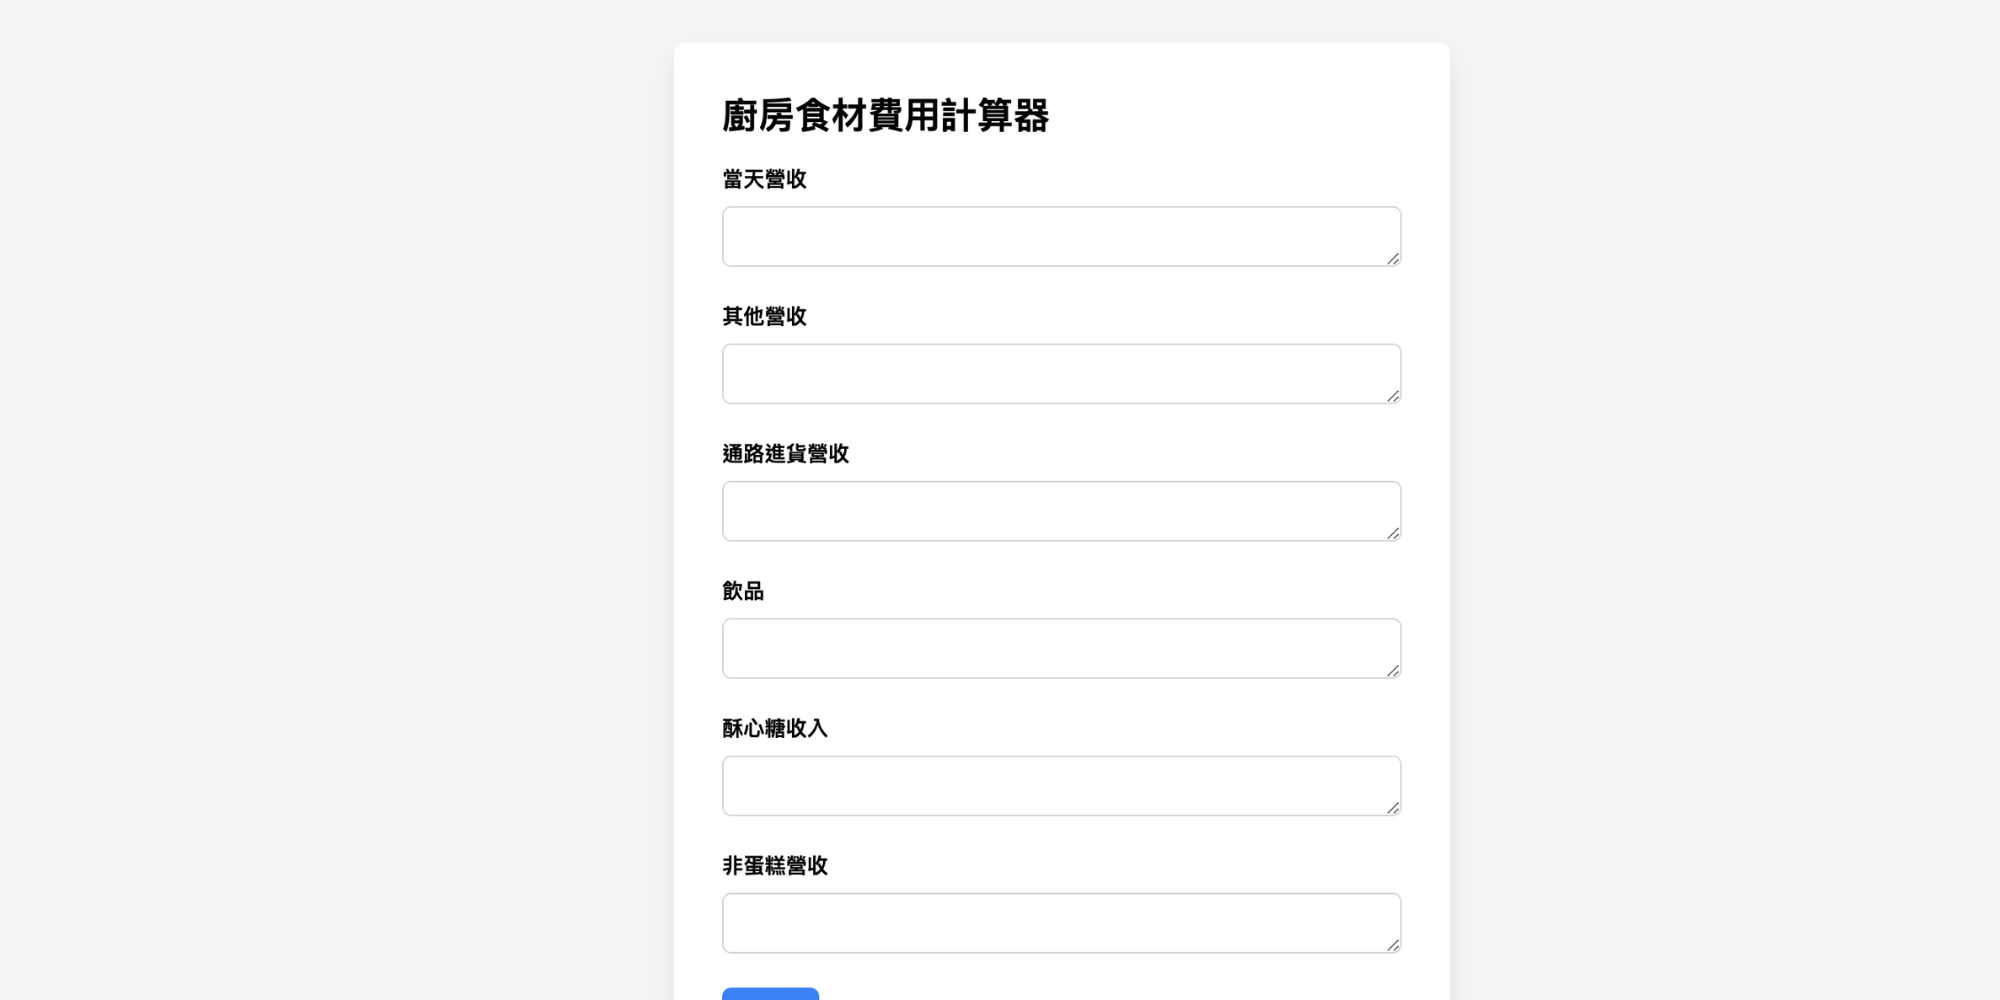 廚房食材費用計算器
當天營收
其他營收
通路進貨營收
飲品
酥心糖收入
非蛋糕營收